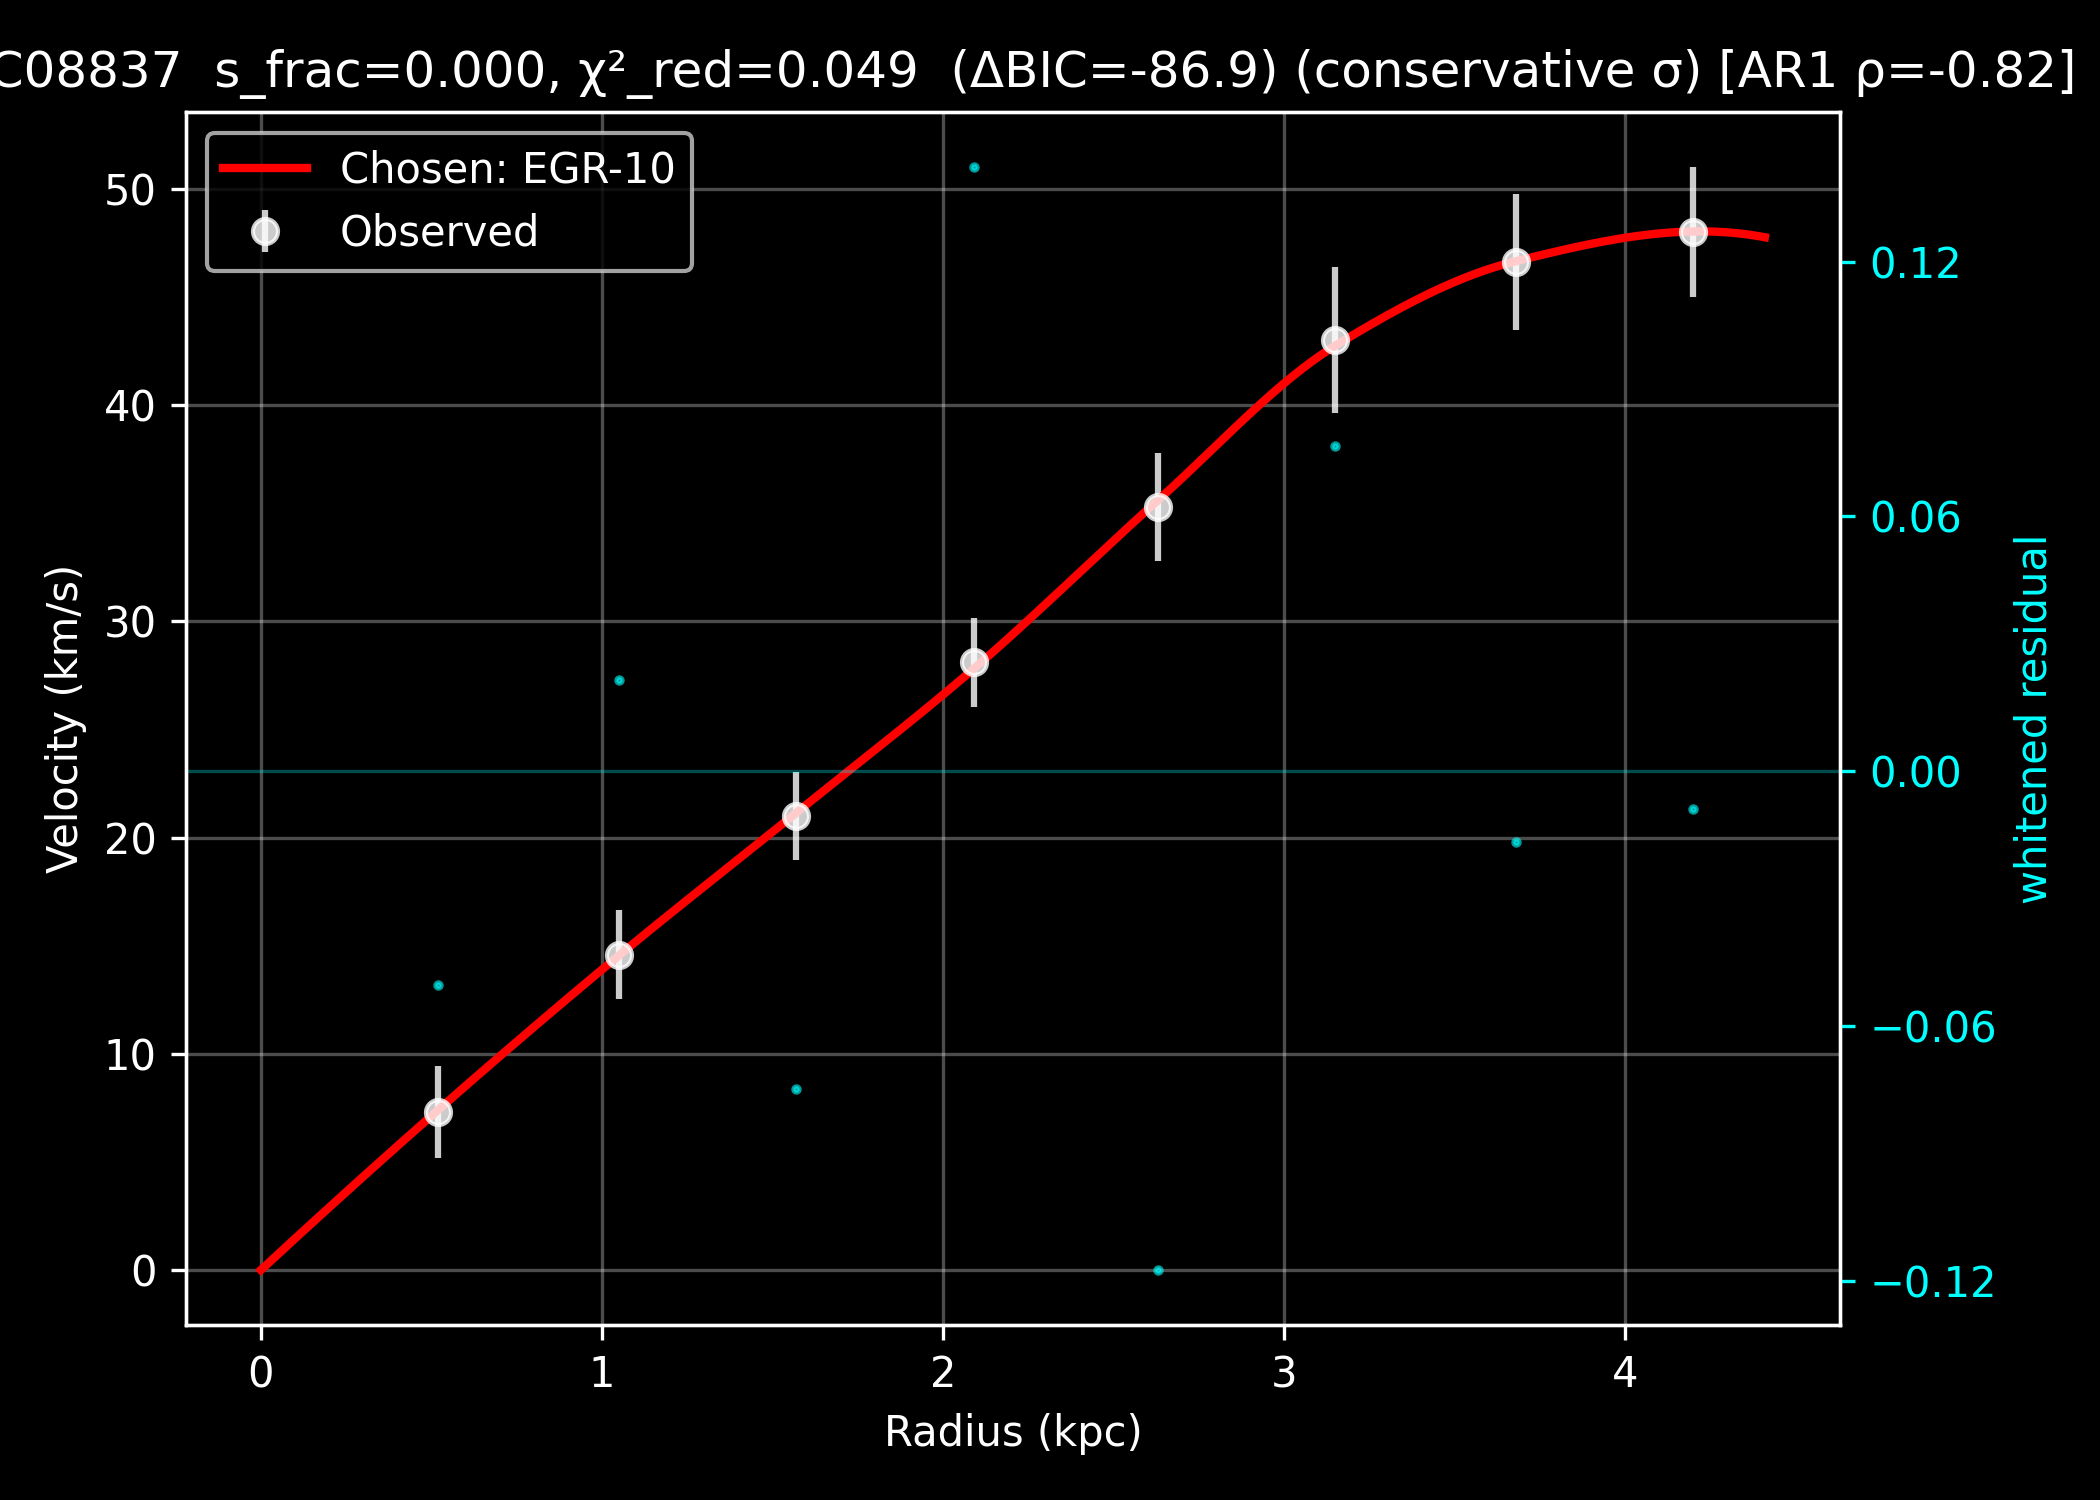 C08837 s_frac=0.000, χ²_red=0.049 (ΔBIC=-86.9) (conservative σ) [AR1 ρ=-0.82]
Chosen: EGR-10
Observed
50
40
30
20
10
0
Velocity (km/s)
0.12
0.06
0.00
−0.06
−0.12
whitened residual
0
1
2
3
4
Radius (kpc)